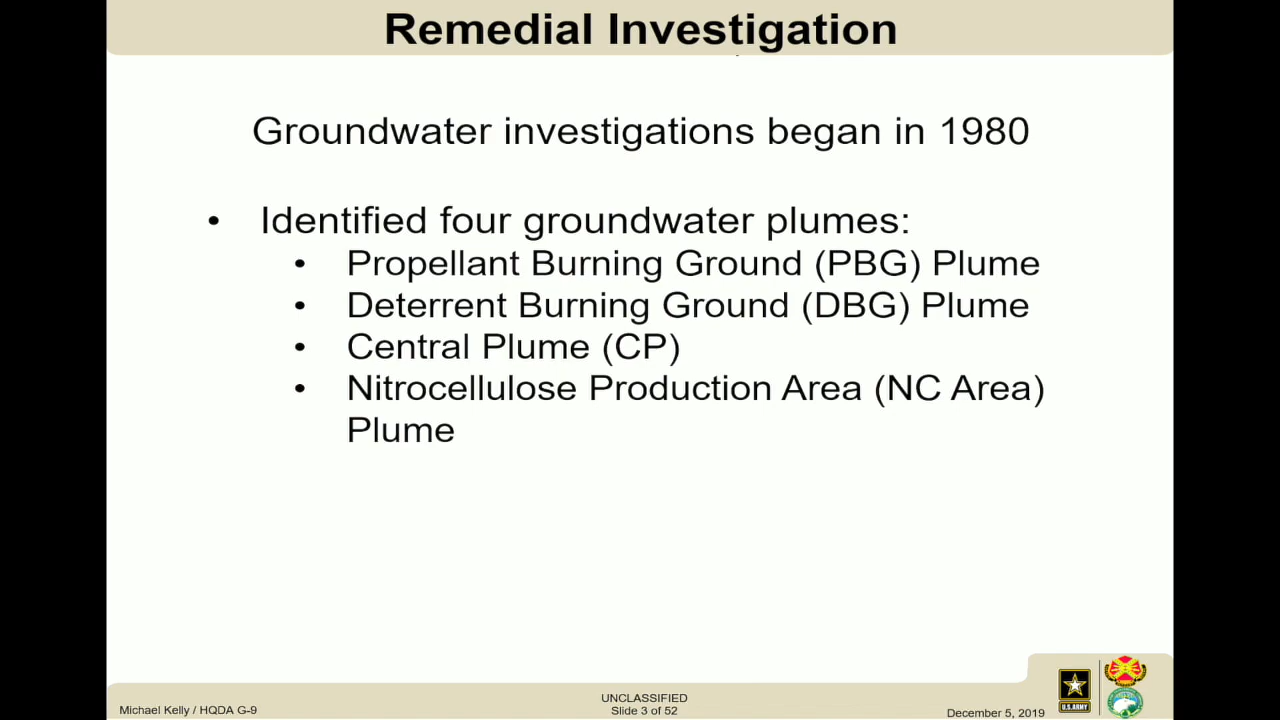 Remedial Investigation
Groundwater investigations began in 1980
• Identified four groundwater plumes:
• Propellant Burning Ground (PBG) Plume
• Deterrent Burning Ground (DBG) Plume
• Central Plume (CP)
• Nitrocellulose Production Area (NC Area)
Plume
Michael Kelly / HQDA G-9
UNCLASSIFIED
Slide 3 of 52
December 5, 2019
U.S.ARMY